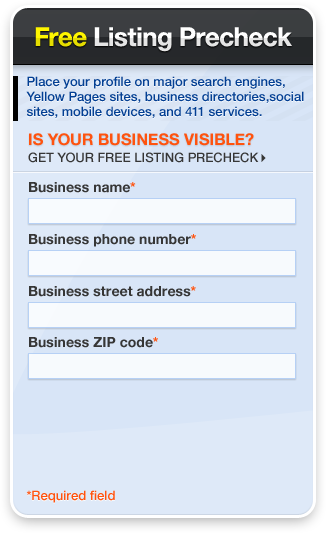 Free Listing Precheck
Place your profile on major search engines,
Yellow Pages sites, business directories,social
sites, mobile devices, and 411 services.
IS YOUR BUSINESS VISIBLE?
GET YOUR FREE LISTING PRECHECK
Business name*
Business phone number*
Business street address*
Business ZIP code*
*Required field